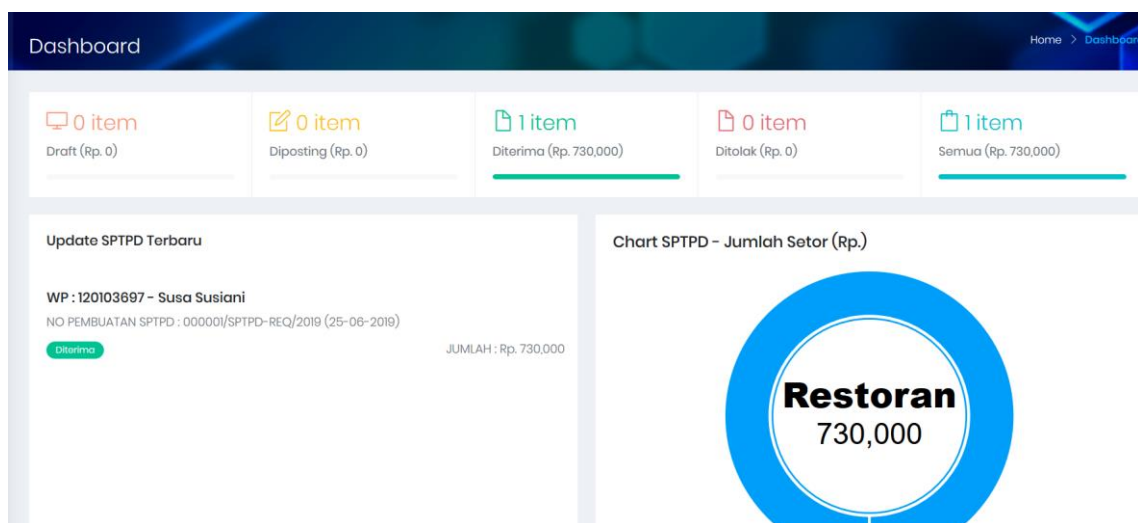 Dashboard
Home > Dashboard
0 item
Draft (Rp. 0)
0 item
Diposting (Rp. 0)
1 item
Diterima (Rp. 730,000)
0 item
Ditolak (Rp. 0)
1 item
Semua (Rp. 730,000)
Update SPTPD Terbaru
WP : 120103697 - Susa Susiani
NO PEMBUATAN SPTPD : 000001/SPTPD-REQ/2019 (25-06-2019)
Diterima
JUMLAH : Rp. 730,000
Chart SPTPD - Jumlah Setor (Rp.)
Restoran
730,000